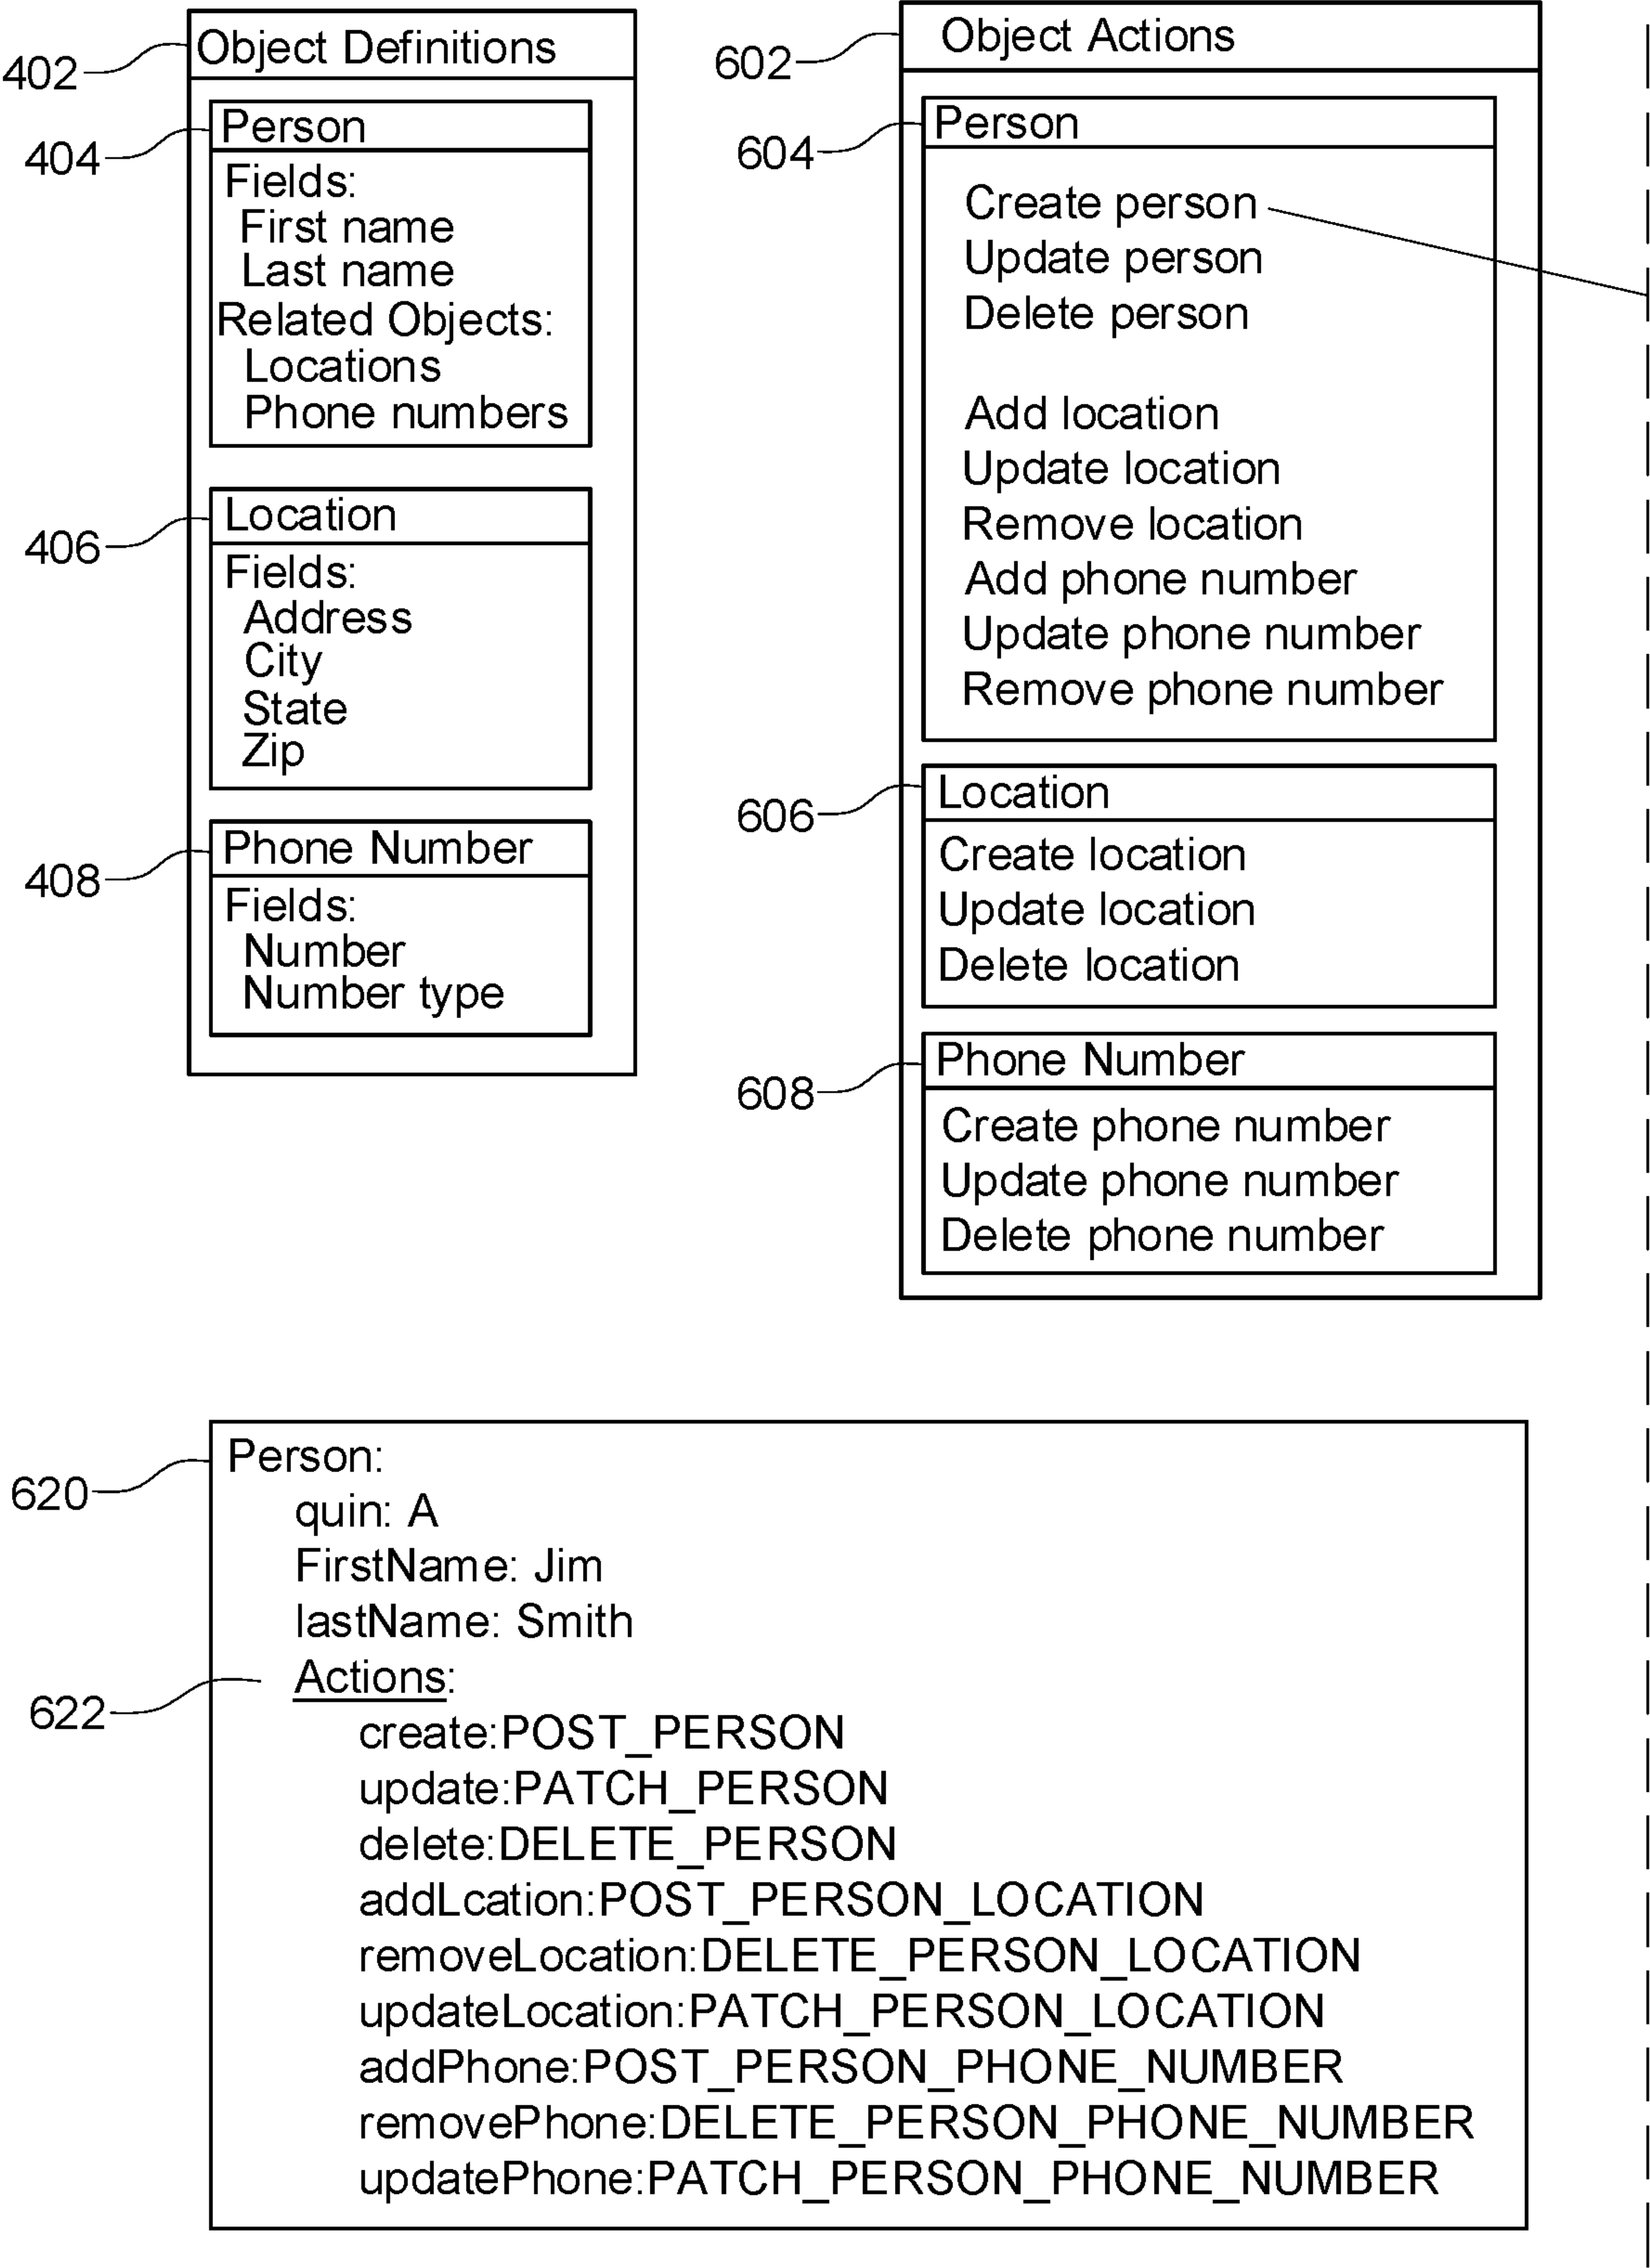 402
Object Definitions
404
Person
Fields:
First name
Last name
Related Objects:
Locations
Phone numbers
406
Location
Fields:
Address
City
State
Zip
408
Phone Number
Fields:
Number
Number type
602
Object Actions
604
Person
Create person
Update person
Delete person
Add location
Update location
Remove location
Add phone number
Update phone number
Remove phone number
606
Location
Create location
Update location
Delete location
608
Phone Number
Create phone number
Update phone number
Delete phone number
620
Person:
quin: A
FirstName: Jim
lastName: Smith
622
Actions:
create:POST_PERSON
update:PATCH_PERSON
delete:DELETE_PERSON
addLcation:POST_PERSON_LOCATION
removeLocation:DELETE_PERSON_LOCATION
updateLocation:PATCH_PERSON_LOCATION
addPhone:POST_PERSON_PHONE_NUMBER
removePhone:DELETE_PERSON_PHONE_NUMBER
updatePhone:PATCH_PERSON_PHONE_NUMBER